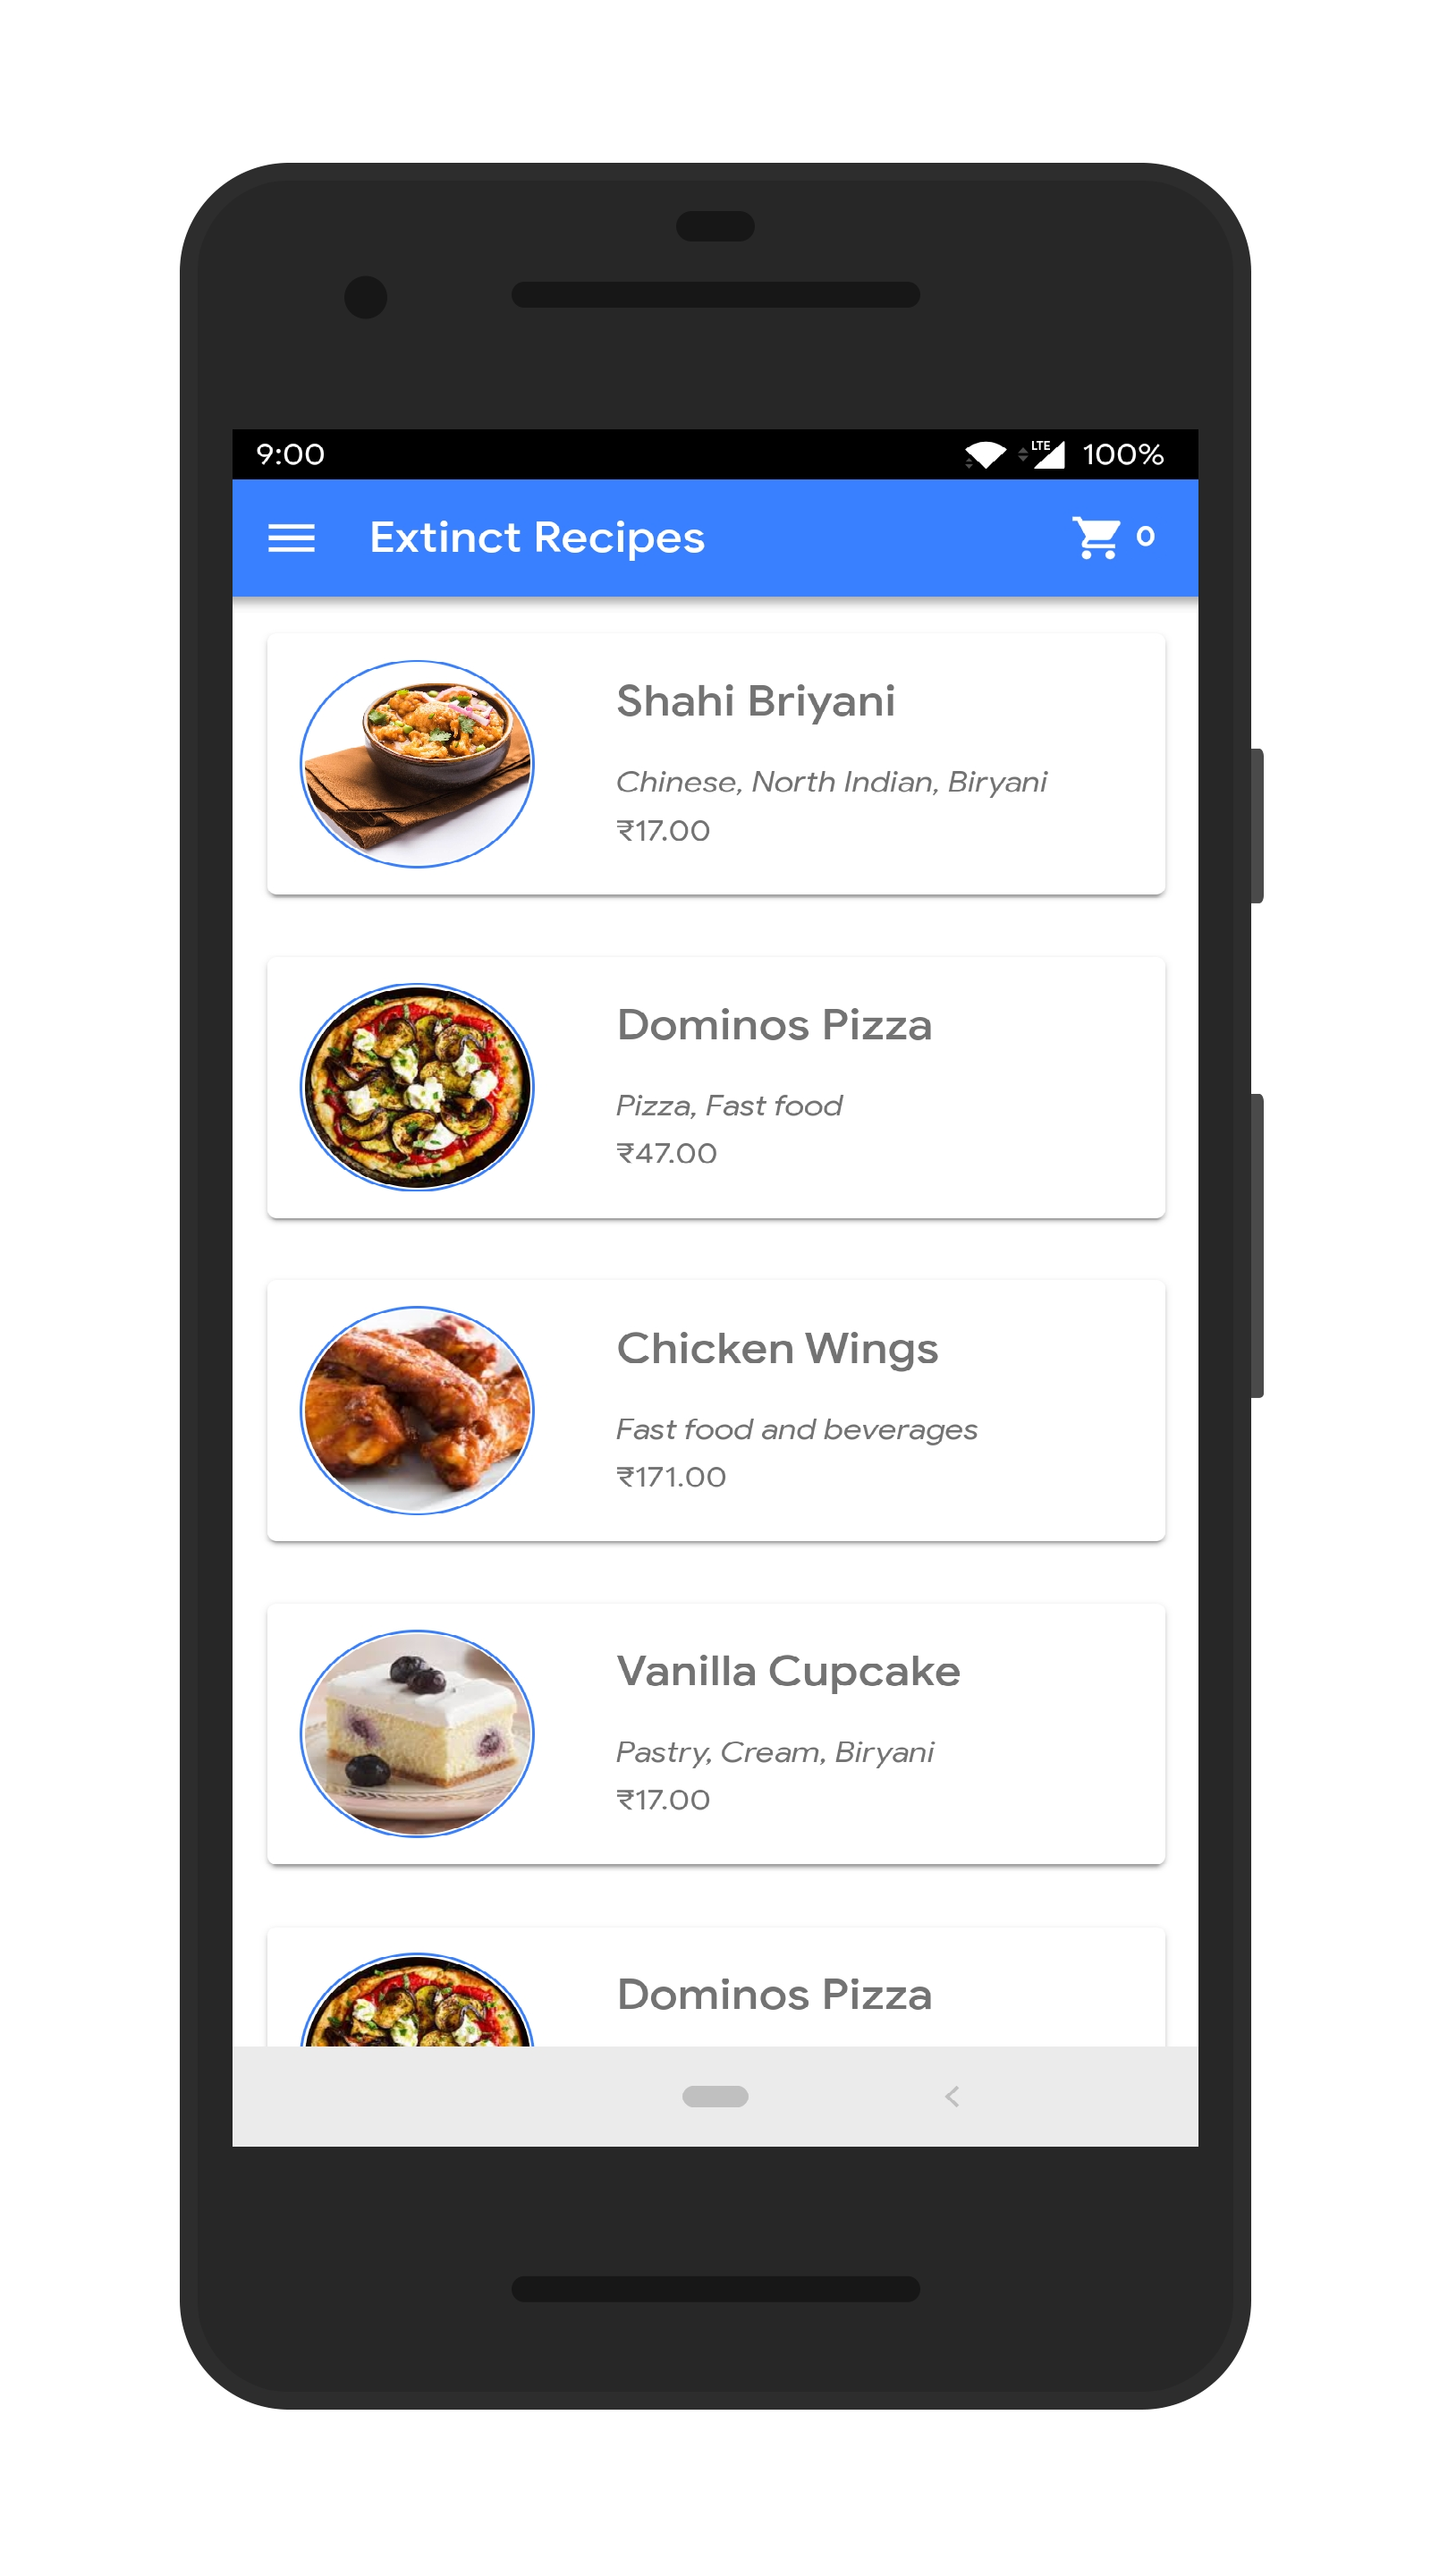 9:00 LTE 100%
Extinct Recipes 0
Shahi Briyani
Chinese, North Indian, Biryani
₹17.00
Dominos Pizza
Pizza, Fast food
₹47.00
Chicken Wings
Fast food and beverages
₹171.00
Vanilla Cupcake
Pastry, Cream, Biryani
₹17.00
Dominos Pizza